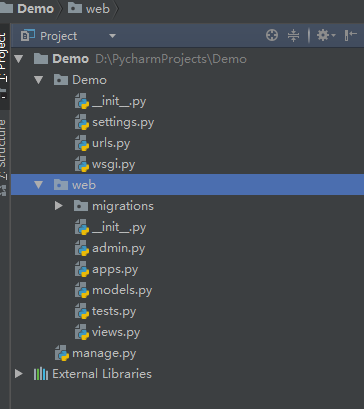 Demo web
1: Project
Project
Demo D:\PycharmProjects\Demo
Demo
__init__.py
settings.py
urls.py
wsgi.py
web
migrations
__init__.py
admin.py
apps.py
models.py
tests.py
views.py
manage.py
External Libraries
7: Structure